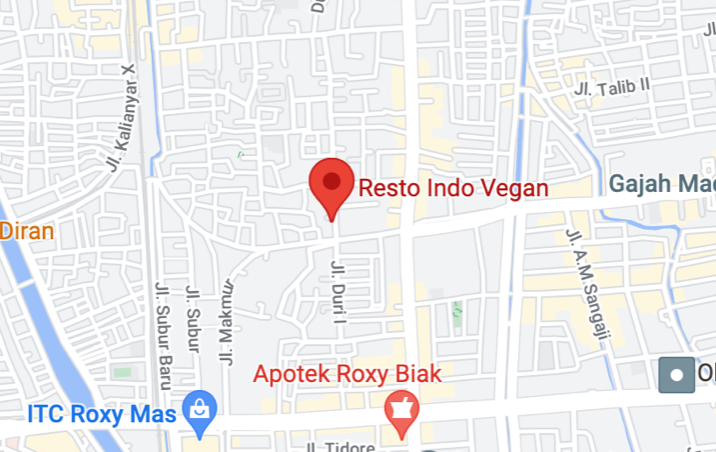 Jl. Talib II
Jl. Kalianyar X
Resto Indo Vegan
Gajah Mad
Diran
Jl. A.M Sangaji
Jl. Duri I
Jl. Subur Baru
Jl. Subur
Jl. Makmur
Apotek Roxy Biak
ITC Roxy Mas
Jl. Tidore